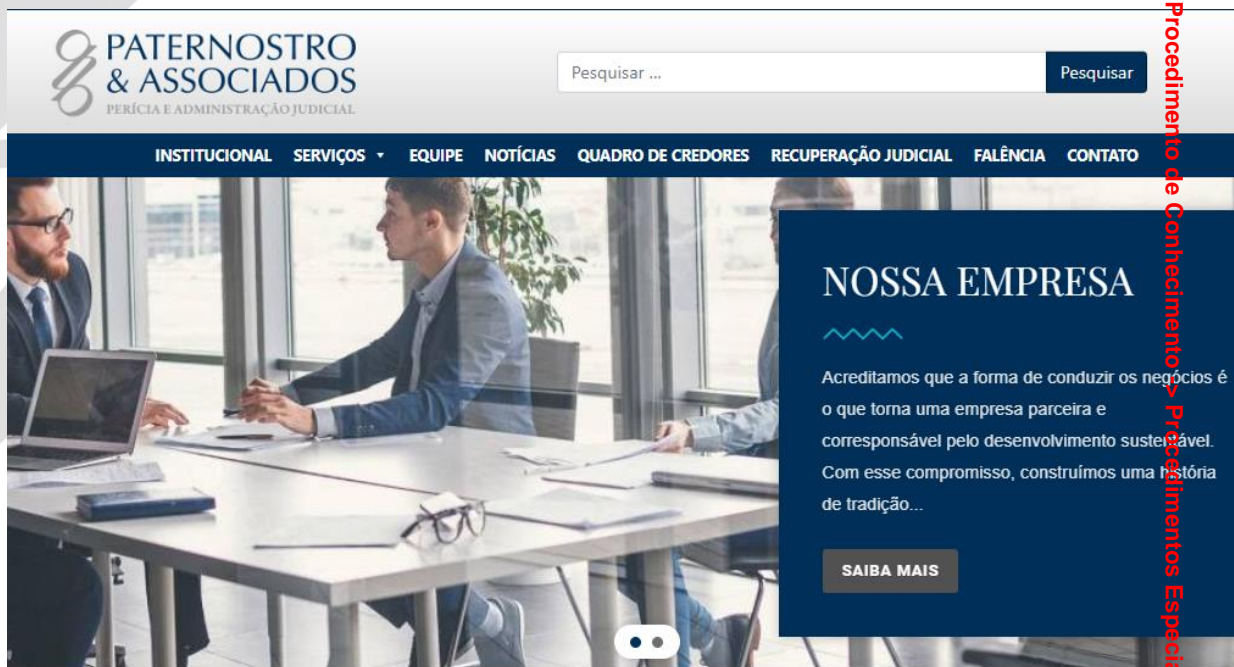 PATERNOSTRO
& ASSOCIADOS
PERÍCIA E ADMINISTRAÇÃO JUDICIAL
Pesquisar ...
Pesquisar
INSTITUCIONAL SERVIÇOS EQUIPE NOTÍCIAS QUADRO DE CREDORES RECUPERAÇÃO JUDICIAL FALÊNCIA CONTATO
NOSSA EMPRESA
Acreditamos que a forma de conduzir os negócios é
o que torna uma empresa parceira e
corresponsável pelo desenvolvimento sustentável.
Com esse compromisso, construímos uma história
de tradição...
SAIBA MAIS
Procedimento de Conhecimento -> Procedimentos Especia